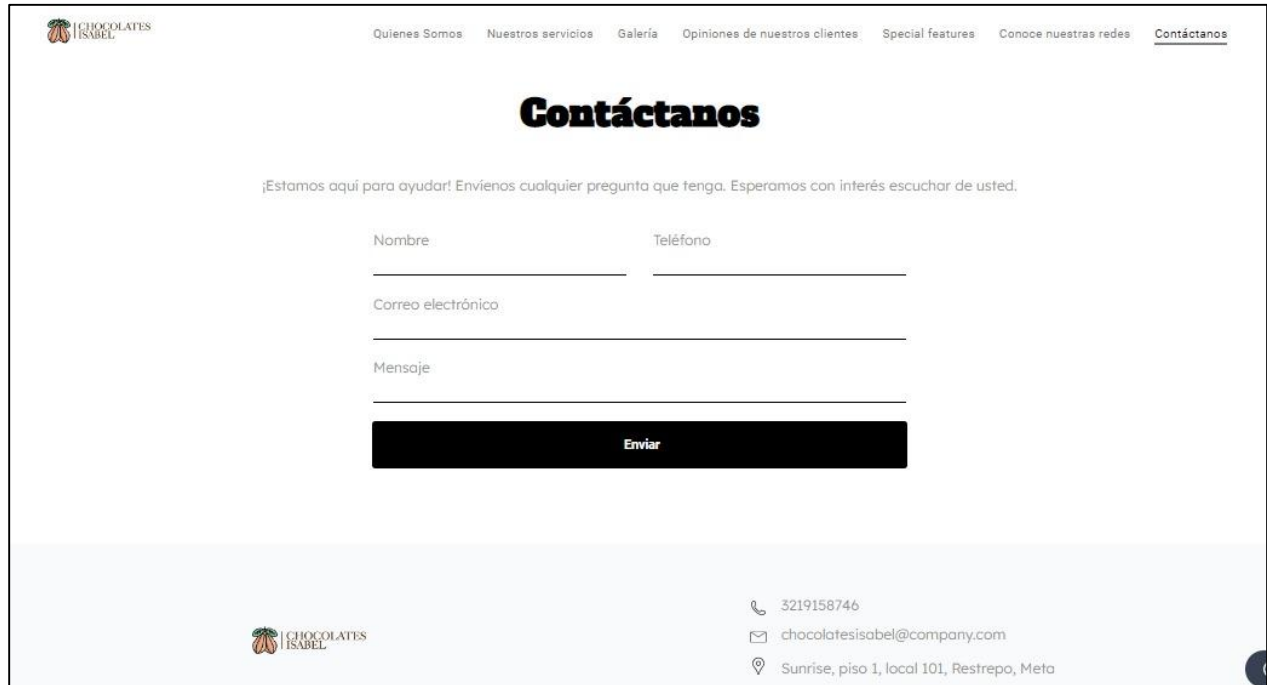 CHOCOLATES
ISABEL
Quienes Somos Nuestros servicios Galería Opiniones de nuestros clientes Special features Conoce nuestras redes Contáctanos
Contáctanos
¡Estamos aquí para ayudar! Envíenos cualquier pregunta que tenga. Esperamos con interés escuchar de usted.
Nombre Teléfono
Correo electrónico
Mensaje
Enviar
CHOCOLATES
ISABEL
3219158746
chocolatesisabel@company.com
Sunrise, piso 1, local 101, Restrepo, Meta